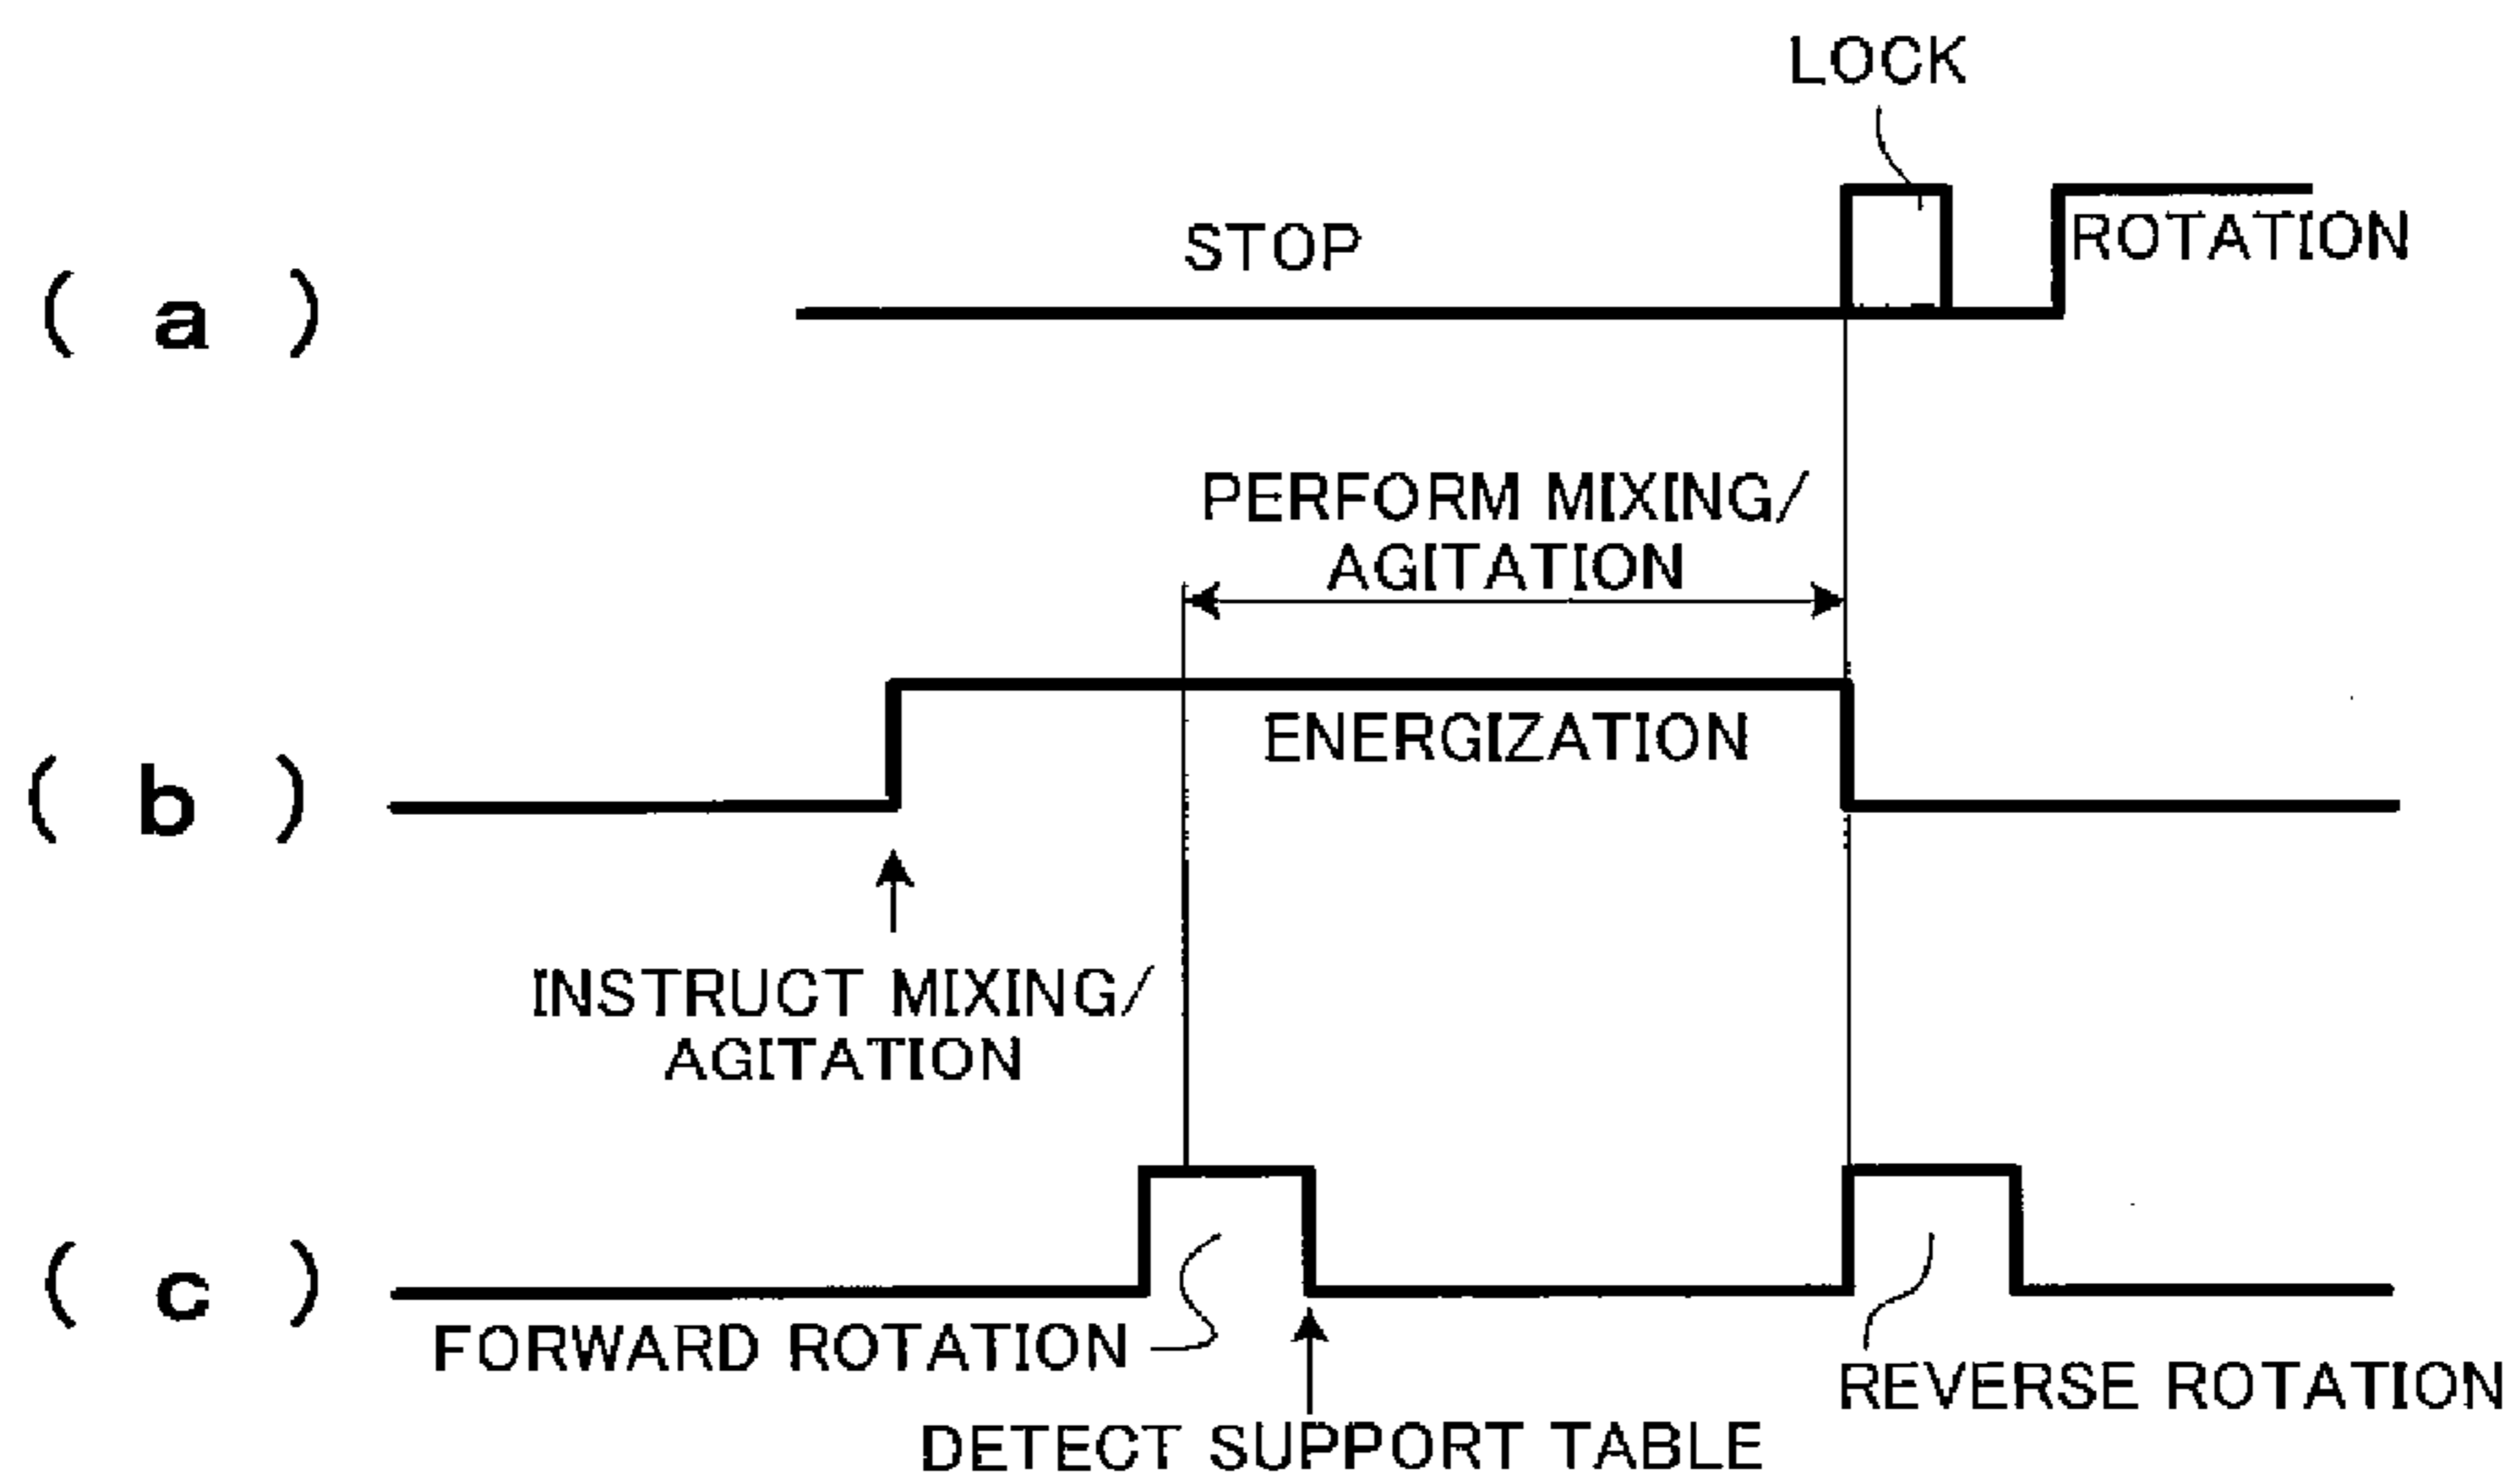 LOCK
STOP
ROTATION
( a )
PERFORM MIXING/
AGITATION
ENERGIZATION
( b )
INSTRUCT MIXING/
AGITATION
( c )
FORWARD ROTATION
REVERSE ROTATION
DETECT SUPPORT TABLE